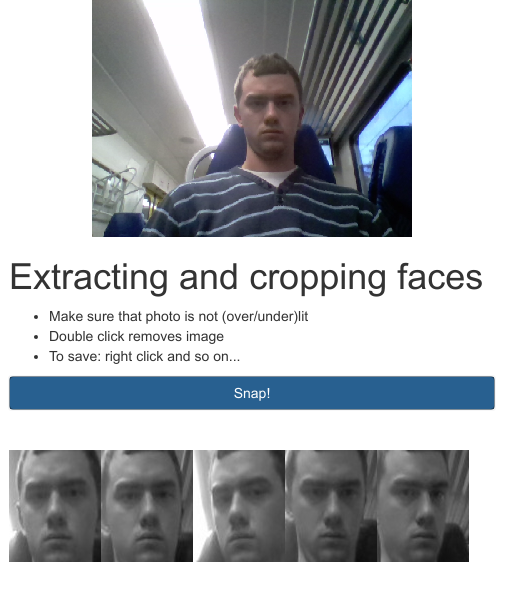 Extracting and cropping faces
Make sure that photo is not (over/under)lit
Double click removes image
To save: right click and so on...
Snap!